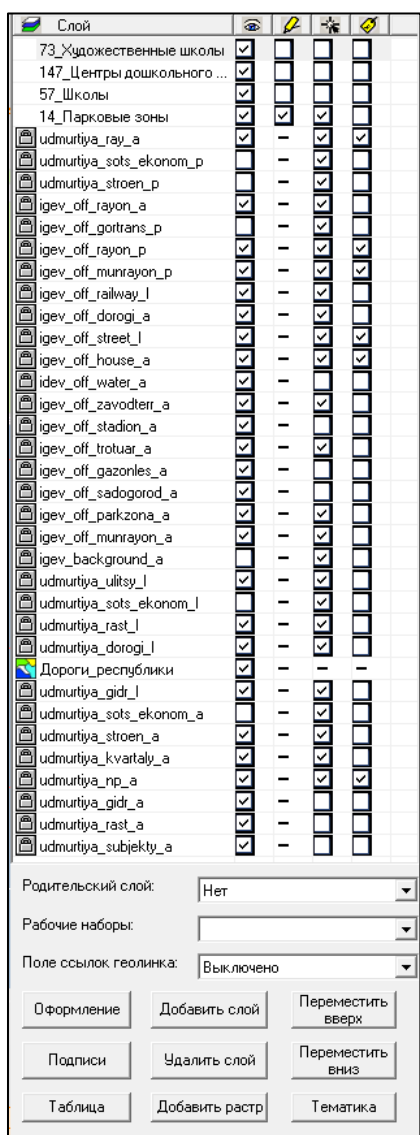 Слой
73_Художественные школы
147_Центры дошкольного ...
57_Школы
14_Парковые зоны
udmurtiya_ray_a
udmurtiya_sots_ekonom_p
udmurtiya_stroen_p
igev_off_rayon_a
igev_off_gortrans_p
igev_off_rayon_p
igev_off_munrayon_p
igev_off_railway_l
igev_off_dorogi_a
igev_off_street_l
igev_off_house_a
idev_off_water_a
igev_off_zavodterr_a
igev_off_stadion_a
igev_off_trotuar_a
igev_off_gazonles_a
igev_off_sadogorod_a
igev_off_parkzona_a
igev_off_munrayon_a
igev_background_a
udmurtiya_ulitsy_l
udmurtiya_sots_ekonom_l
udmurtiya_rast_l
udmurtiya_dorogi_l
Дороги_республики
udmurtiya_gidr_l
udmurtiya_sots_ekonom_a
udmurtiya_stroen_a
udmurtiya_kvartaly_a
udmurtiya_np_a
udmurtiya_gidr_a
udmurtiya_rast_a
udmurtiya_subjekty_a
Родительский слой: Нет
Рабочие наборы:
Поле ссылок геолинка: Выключено
Оформление Добавить слой Переместить вверх
Подписи Удалить слой Переместить вниз
Таблица Добавить растр Тематика